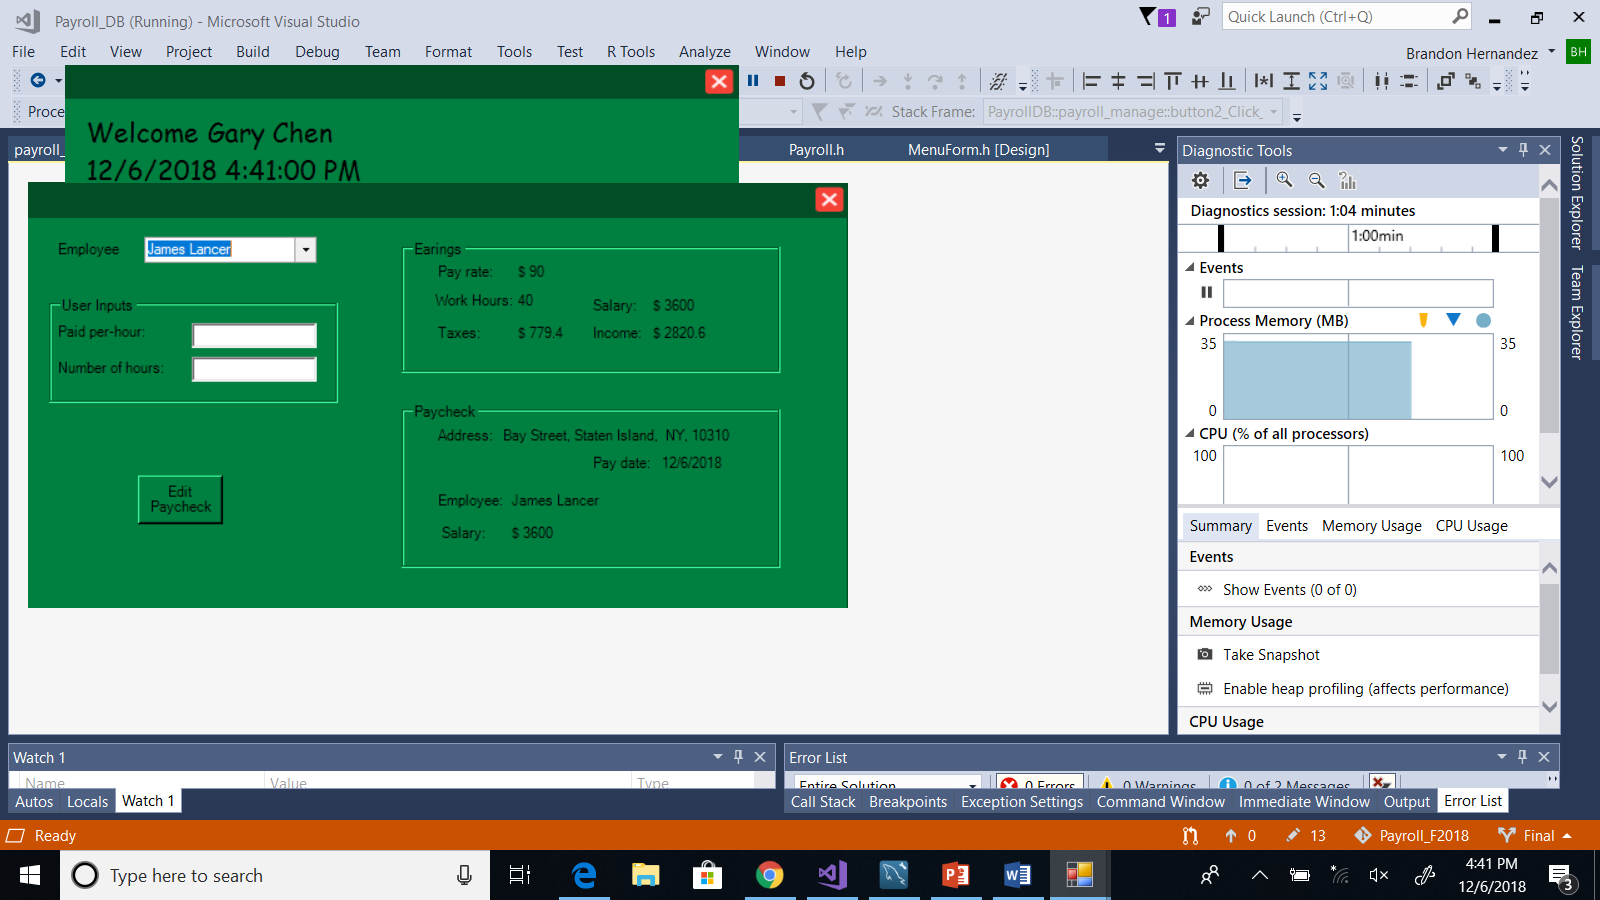 Payroll_DB (Running) - Microsoft Visual Studio
1
Quick Launch (Ctrl+Q)
File Edit View Project Build Debug Team Format Tools Test R Tools Analyze Window Help
Brandon Hernandez BH
Proce
Stack Frame: PayrollDB::payroll_manage::button2_Click_
Welcome Gary Chen
12/6/2018 4:41:00 PM
payroll_ Payroll.h MenuForm.h [Design]
Employee James Lancer
User Inputs
Paid per-hour:
Number of hours:
Edit
Paycheck
Earings
Pay rate: $ 90
Work Hours: 40 Salary: $ 3600
Taxes: $ 779.4 Income: $ 2820.6
Paycheck
Address: Bay Street, Staten Island, NY, 10310
Pay date: 12/6/2018
Employee: James Lancer
Salary: $ 3600
Diagnostic Tools
Diagnostics session: 1:04 minutes
1:00min
Events
Process Memory (MB)
35 35
0 0
CPU (% of all processors)
100 100
Summary Events Memory Usage CPU Usage
Events
Show Events (0 of 0)
Memory Usage
Take Snapshot
Enable heap profiling (affects performance)
CPU Usage
Solution Explorer
Team Explorer
Watch 1
Name Value Type
Autos Locals Watch 1
Error List
Entire Solution 0 Errors 0 Warnings 0 of 2 Messages
Call Stack Breakpoints Exception Settings Command Window Immediate Window Output Error List
Ready
0 13 Payroll_F2018 Final
Type here to search
4:41 PM
12/6/2018
3